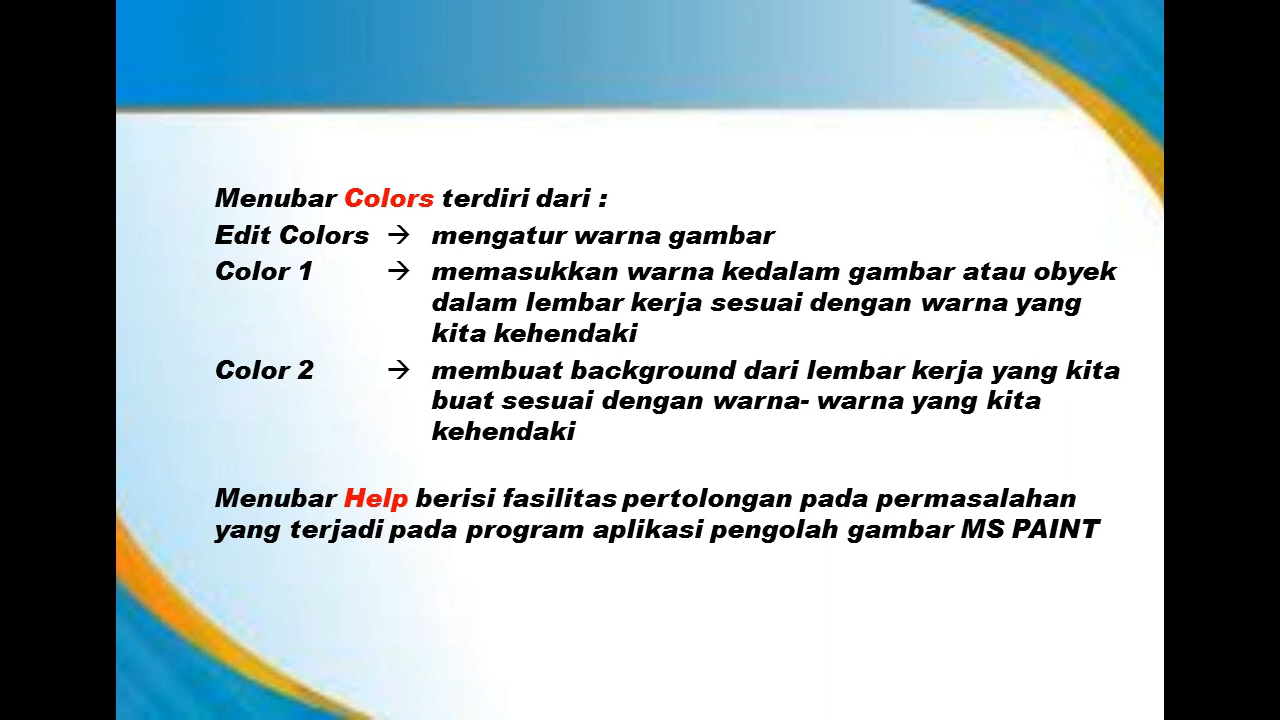 Menubar Colors terdiri dari :
Edit Colors → mengatur warna gambar
Color 1 → memasukkan warna kedalam gambar atau obyek
dalam lembar kerja sesuai dengan warna yang
kita kehendaki
Color 2 → membuat background dari lembar kerja yang kita
buat sesuai dengan warna- warna yang kita
kehendaki
Menubar Help berisi fasilitas pertolongan pada permasalahan
yang terjadi pada program aplikasi pengolah gambar MS PAINT